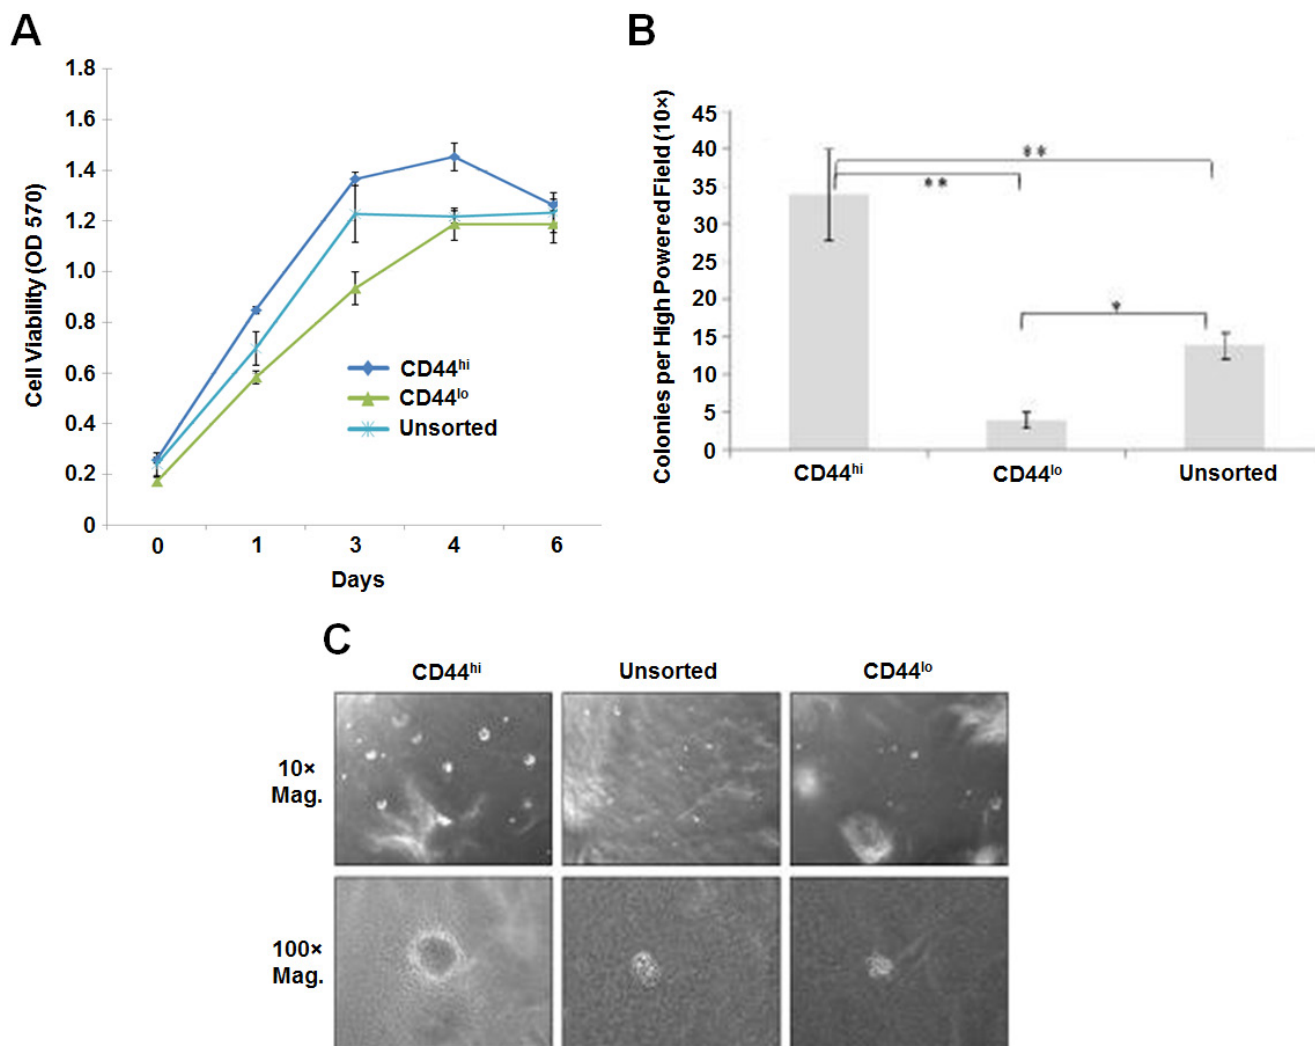 A
1.8
1.6
1.4
1.2
1.0
0.8
0.6
0.4
0.2
0
Cell Viability (OD 570)
0 1 3 4 6
Days
CD44hi
CD44lo
Unsorted
B
45
40
35
30
25
20
15
10
5
0
Colonies per High Powered Field (10×)
**
**
*
CD44hi CD44lo Unsorted
C
CD44hi Unsorted CD44lo
10×
Mag.
100×
Mag.